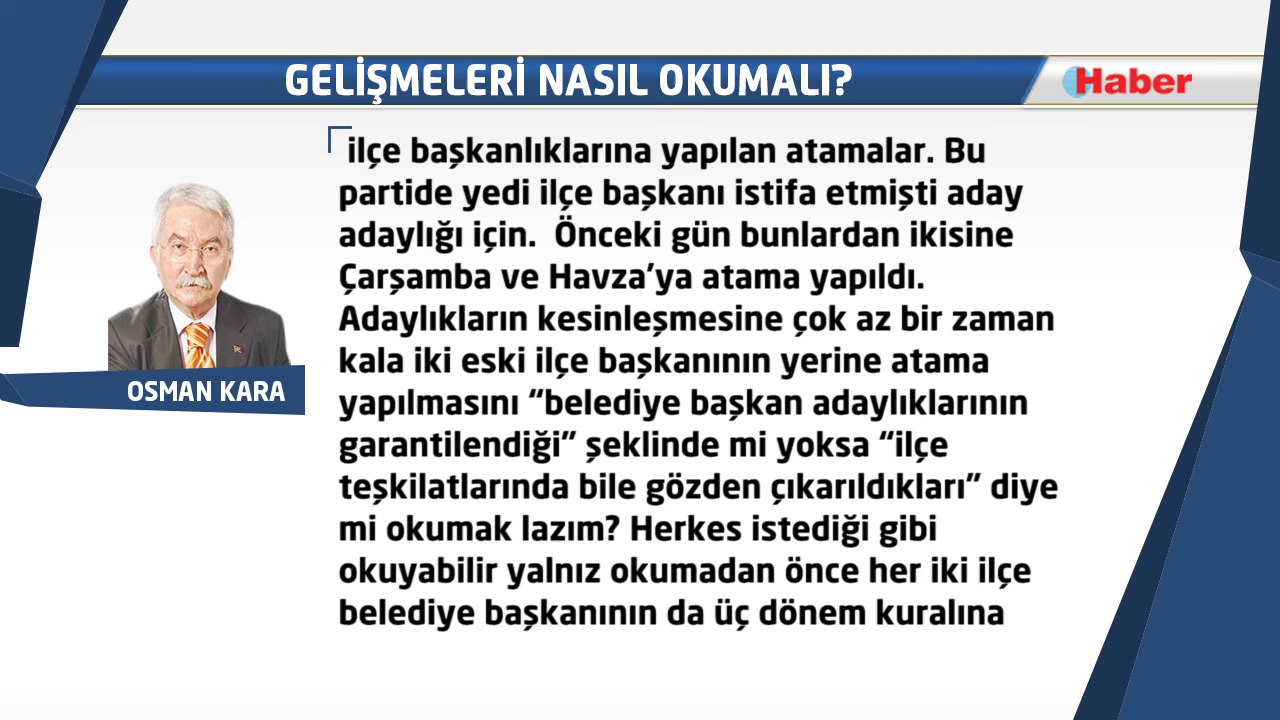 GELİŞMELERİ NASIL OKUMALI?
Haber
ilçe başkanlıklarına yapılan atamalar. Bu
partide yedi ilçe başkanı istifa etmişti aday
adaylığı için.  Önceki gün bunlardan ikisine
Çarşamba ve Havza’ya atama yapıldı.
Adaylıkların kesinleşmesine çok az bir zaman
kala iki eski ilçe başkanının yerine atama
yapılmasını “belediye başkan adaylıklarının
garantilendiği” şeklinde mi yoksa “ilçe
teşkilatlarında bile gözden çıkarıldıkları” diye
mi okumak lazım? Herkes istediği gibi
okuyabilir yalnız okumadan önce her iki ilçe
belediye başkanının da üç dönem kuralına
OSMAN KARA